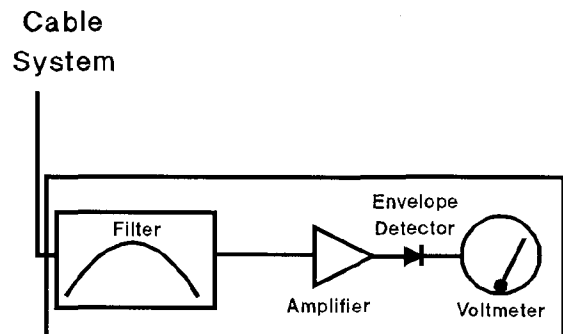 Cable
System
Filter
Envelope
Detector
Amplifier
Voltmeter